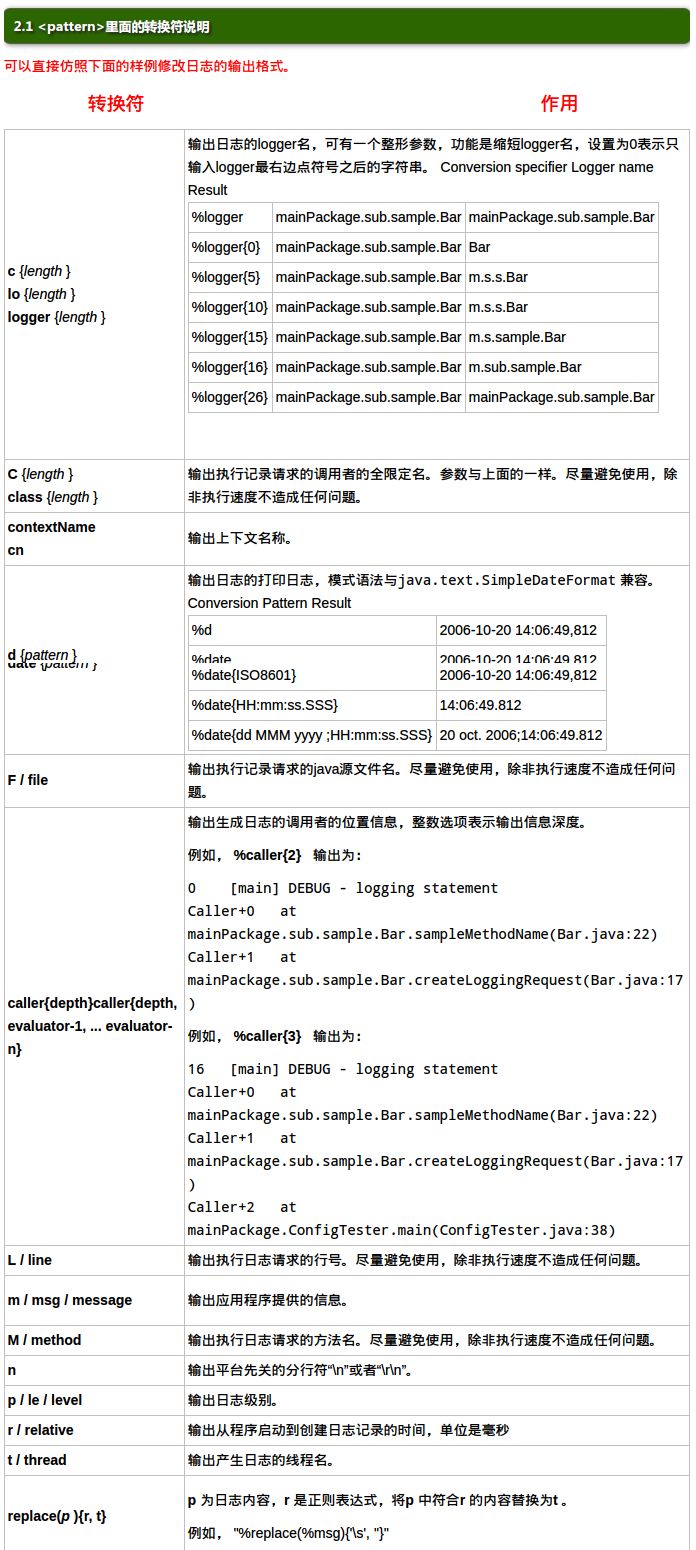 2.1 <pattern>里面的转换符说明
可以直接仿照下面的样例修改日志的输出格式。
转换符 作用
c {length }
lo {length }
logger {length }
输出日志的logger名，可有一个整形参数，功能是缩短logger名，设置为0表示只
输入logger最右边点符号之后的字符串。 Conversion specifier Logger name
Result
%logger mainPackage.sub.sample.Bar mainPackage.sub.sample.Bar
%logger{0} mainPackage.sub.sample.Bar Bar
%logger{5} mainPackage.sub.sample.Bar m.s.s.Bar
%logger{10} mainPackage.sub.sample.Bar m.s.s.Bar
%logger{15} mainPackage.sub.sample.Bar m.s.sample.Bar
%logger{16} mainPackage.sub.sample.Bar m.sub.sample.Bar
%logger{26} mainPackage.sub.sample.Bar mainPackage.sub.sample.Bar
C {length }
class {length }
输出执行记录请求的调用者的全限定名。参数与上面的一样。尽量避免使用，除
非执行速度不造成任何问题。
contextName
cn
输出上下文名称。
d {pattern }
date {pattern }
输出日志的打印日志，模式语法与java.text.SimpleDateFormat 兼容。
Conversion Pattern Result
%d 2006-10-20 14:06:49,812
%date 2006-10-20 14:06:49,812
%date{ISO8601} 2006-10-20 14:06:49,812
%date{HH:mm:ss.SSS} 14:06:49.812
%date{dd MMM yyyy ;HH:mm:ss.SSS} 20 oct. 2006;14:06:49.812
F / file
输出执行记录请求的java源文件名。尽量避免使用，除非执行速度不造成任何问
题。
caller{depth}caller{depth,
evaluator-1, ... evaluator-
n}
输出生成日志的调用者的位置信息，整数选项表示输出信息深度。
例如， %caller{2} 输出为：
0 [main] DEBUG - logging statement
Caller+0 at
mainPackage.sub.sample.Bar.sampleMethodName(Bar.java:22)
Caller+1 at
mainPackage.sub.sample.Bar.createLoggingRequest(Bar.java:17
)
例如， %caller{3} 输出为：
16 [main] DEBUG - logging statement
Caller+0 at
mainPackage.sub.sample.Bar.sampleMethodName(Bar.java:22)
Caller+1 at
mainPackage.sub.sample.Bar.createLoggingRequest(Bar.java:17
)
Caller+2 at
mainPackage.ConfigTester.main(ConfigTester.java:38)
L / line 输出执行日志请求的行号。尽量避免使用，除非执行速度不造成任何问题。
m / msg / message 输出应用程序提供的信息。
M / method 输出执行日志请求的方法名。尽量避免使用，除非执行速度不造成任何问题。
n 输出平台先关的分行符“\n”或者“\r\n”。
p / le / level 输出日志级别。
r / relative 输出从程序启动到创建日志记录的时间，单位是毫秒
t / thread 输出产生日志的线程名。
replace(p ){r, t}
p 为日志内容，r 是正则表达式，将p 中符合r 的内容替换为t 。
例如， "%replace(%msg){'\s', ''}"